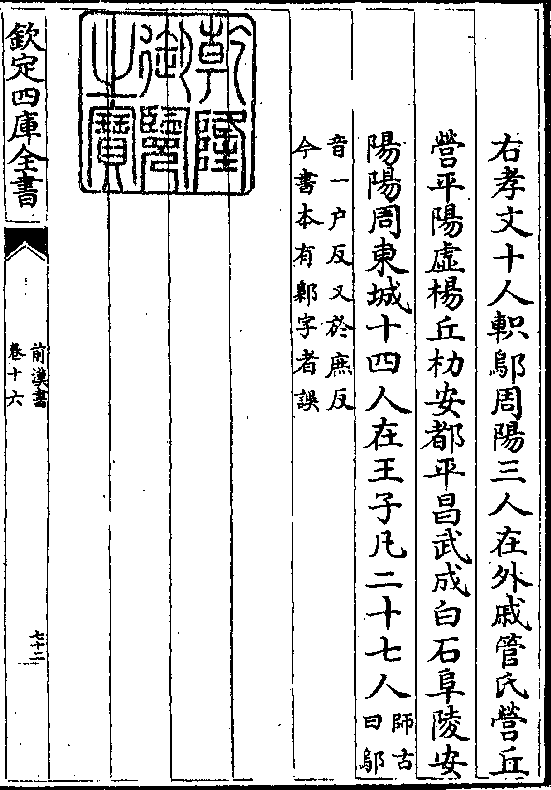 右孝文十人軹鄔周陽三人在外戚管氏營丘
營平陽虛楊丘朸安都平昌武成白石阜陵安
陽陽周東城十四人在王子凡二十七人師古曰鄔
音一户反又於庶反
今書本有鄡字者誤
乾隆御覽之寶
欽定四庫全書
前漢書
卷十六
七十二